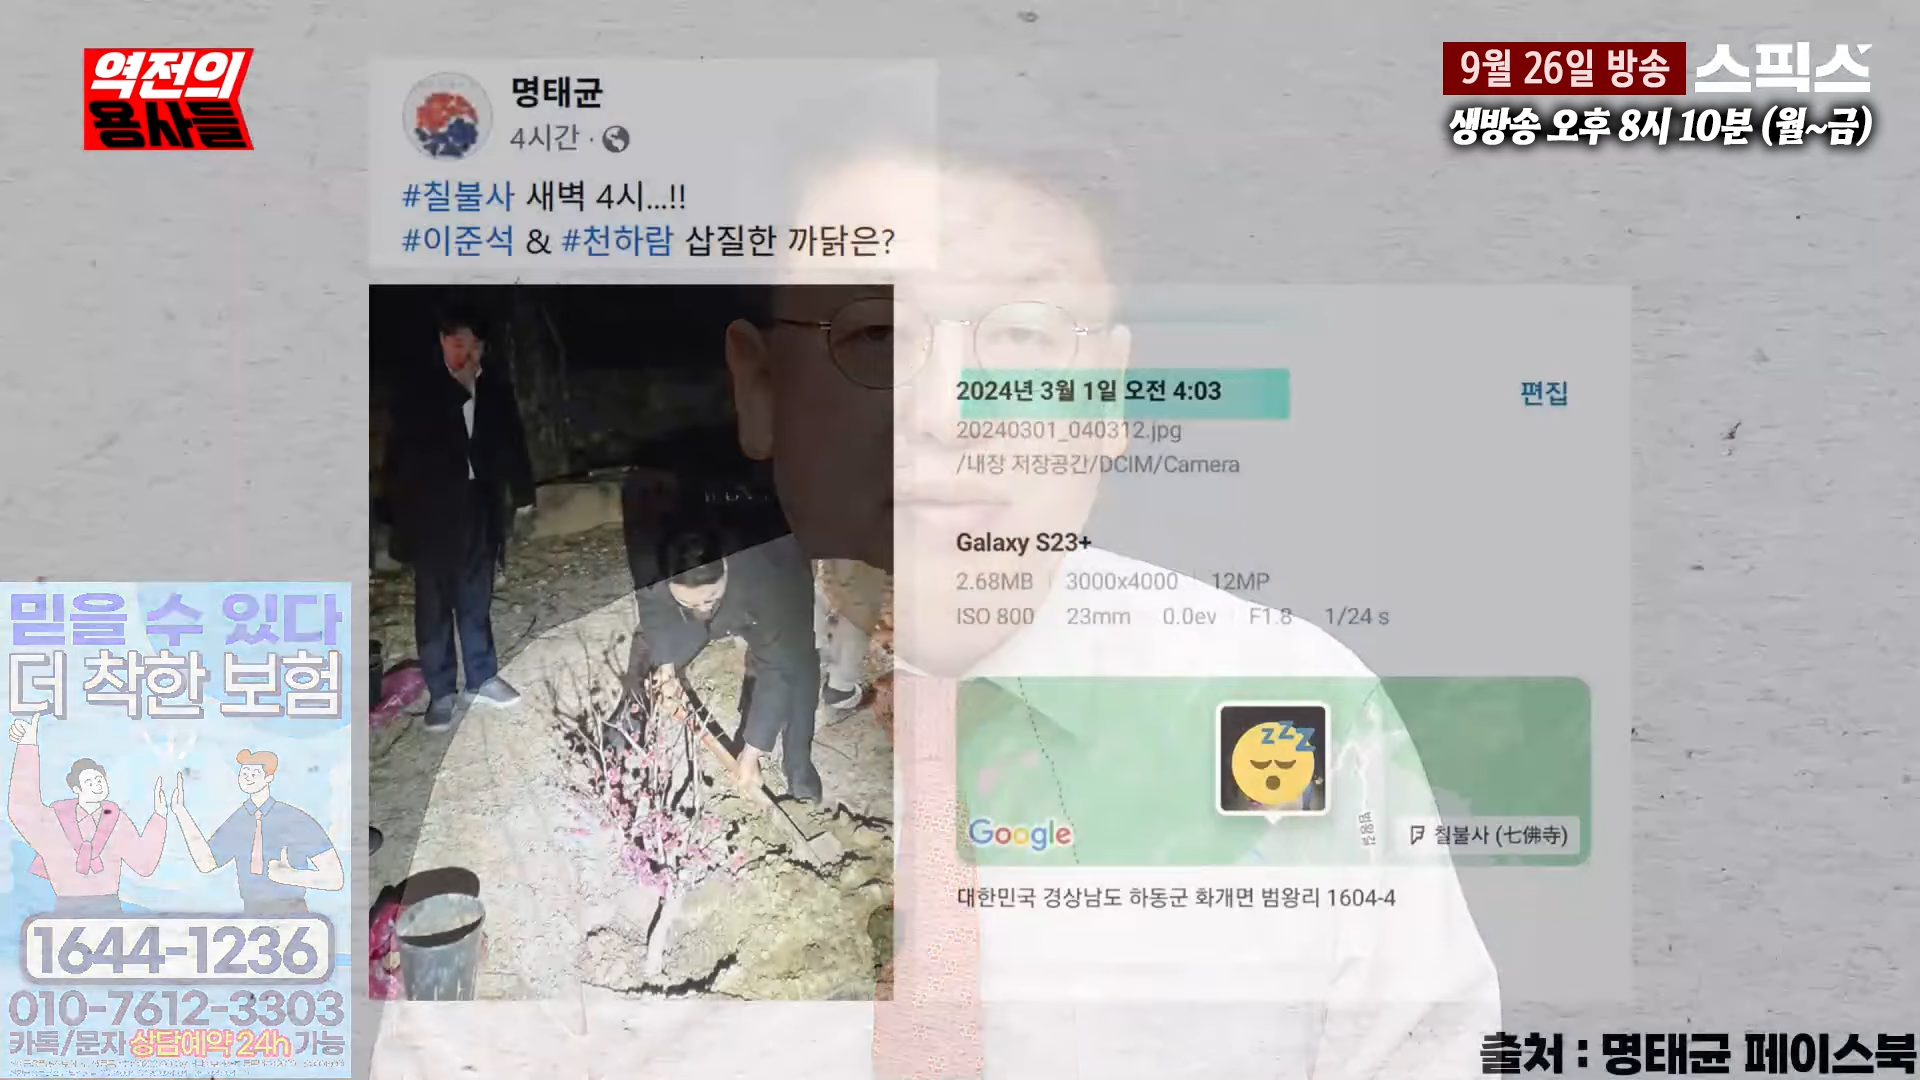 역전의
용사들
9월 26일 방송 스픽스
생방송 오후 8시 10분 (월~금)
명태균
4시간 ·
#칠불사 새벽 4시...!!
#이준석 & #천하람 삽질한 까닭은?
2024년 3월 1일 오전 4:03
편집
20240301_040312.jpg
/내장 저장공간/DCIM/Camera
Galaxy S23+
2.68MB 3000x4000 12MP
ISO 800 23mm 0.0ev F1.8 1/24 s
zzz
Google
범왕길
칠불사 (七佛寺)
대한민국 경상남도 하동군 화개면 범왕리 1604-4
믿을 수 있다
더 착한 보험
1644-1236
010-7612-3303
카톡/문자 상담예약 24h 가능
출처 : 명태균 페이스북